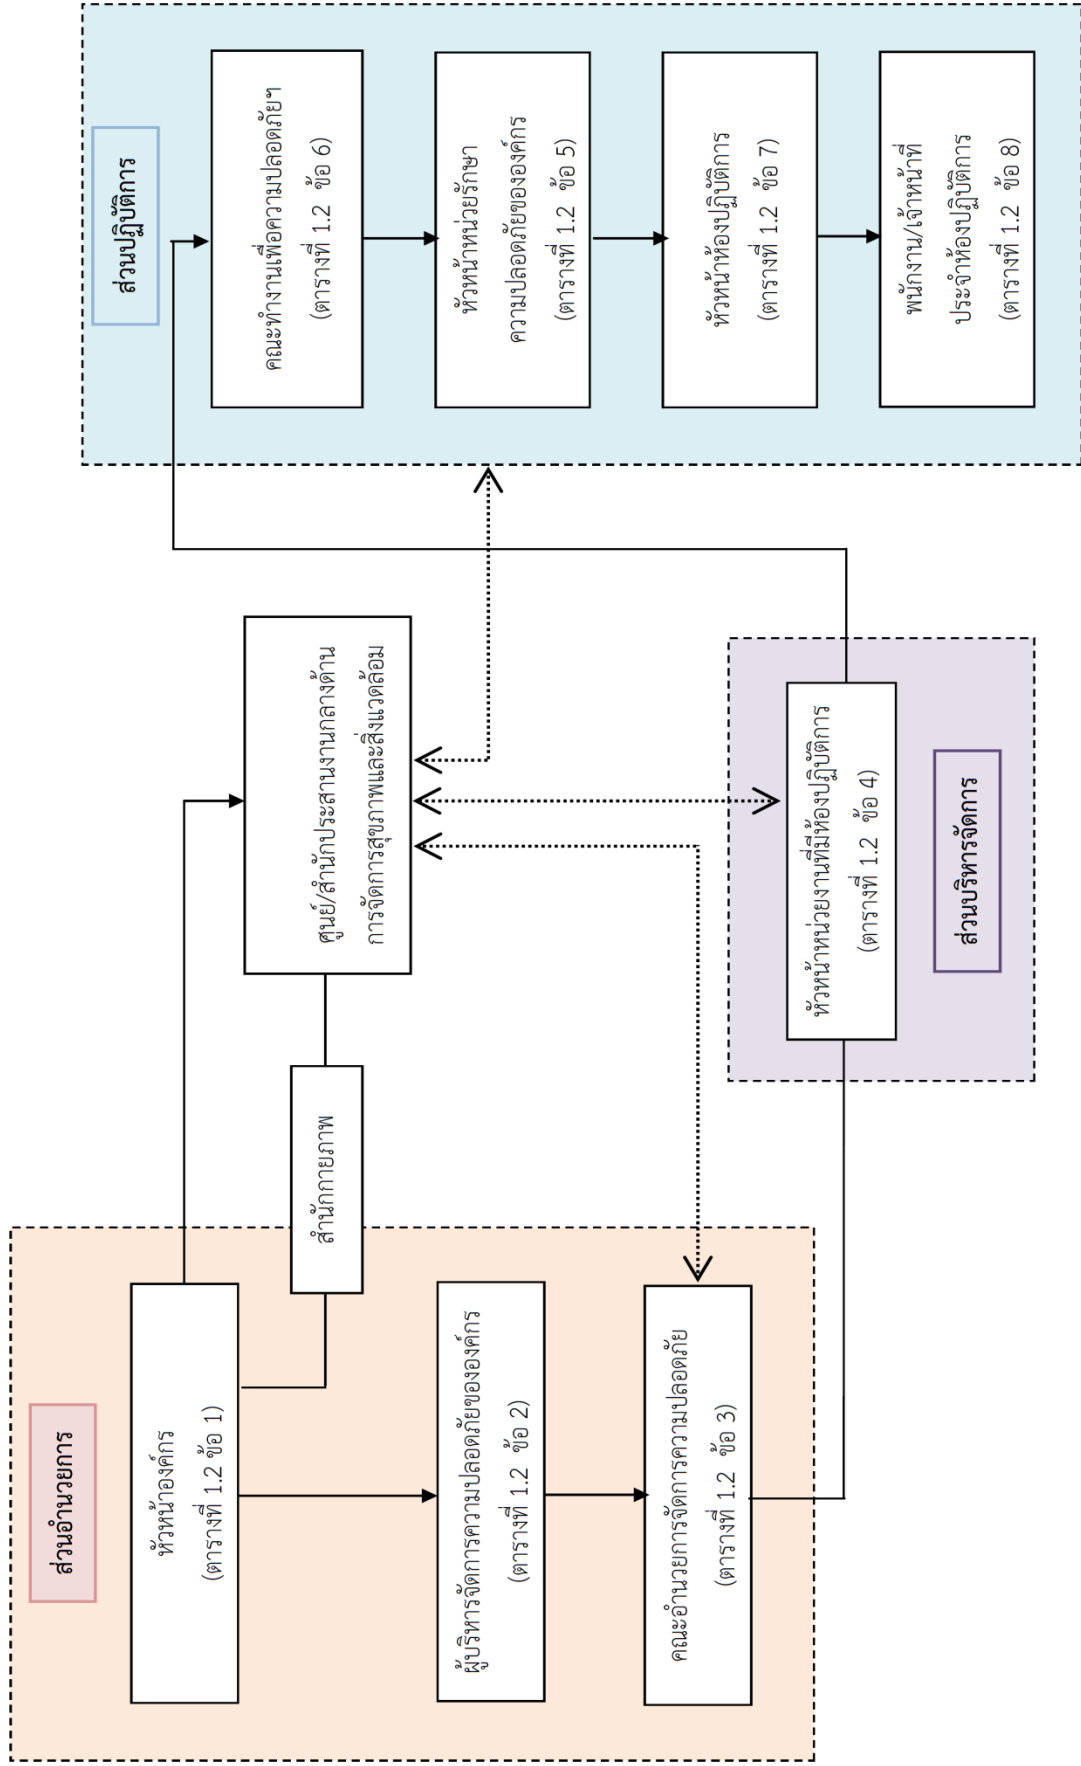 ส่วนอำนวยการ
หัวหน้าองค์กร
(ตารางที่ 1.2 ข้อ 1)
ผู้บริหารจัดการความปลอดภัยขององค์กร
(ตารางที่ 1.2 ข้อ 2)
คณะอำนวยการจัดการความปลอดภัย
(ตารางที่ 1.2 ข้อ 3)
สำนักกายภาพ
ศูนย์/สำนักประสานงานกลางด้าน
การจัดการสุขภาพและสิ่งแวดล้อม
หัวหน้าหน่วยงานที่มีห้องปฏิบัติการ
(ตารางที่ 1.2 ข้อ 4)
ส่วนบริหารจัดการ
ส่วนปฏิบัติการ
คณะทำงานเพื่อความปลอดภัยฯ
(ตารางที่ 1.2 ข้อ 6)
หัวหน้าหน่วยรักษา
ความปลอดภัยขององค์กร
(ตารางที่ 1.2 ข้อ 5)
หัวหน้าห้องปฏิบัติการ
(ตารางที่ 1.2 ข้อ 7)
พนักงาน/เจ้าหน้าที่
ประจำห้องปฏิบัติการ
(ตารางที่ 1.2 ข้อ 8)